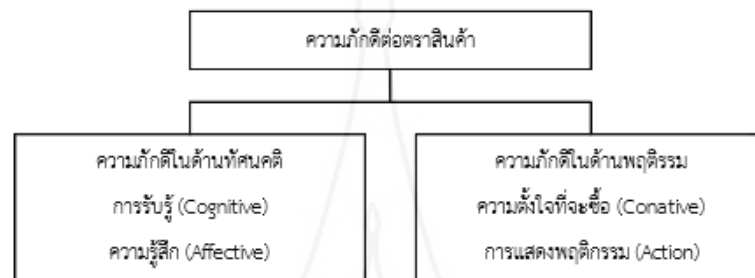 ความภักดีต่อตราสินค้า
ความภักดีในด้านทัศนคติ
การรับรู้ (Cognitive)
ความรู้สึก (Affective)
ความภักดีในด้านพฤติรรม
ความตั้งใจที่จะซื้อ (Conative)
การแสดงพฤติกรรม (Action)